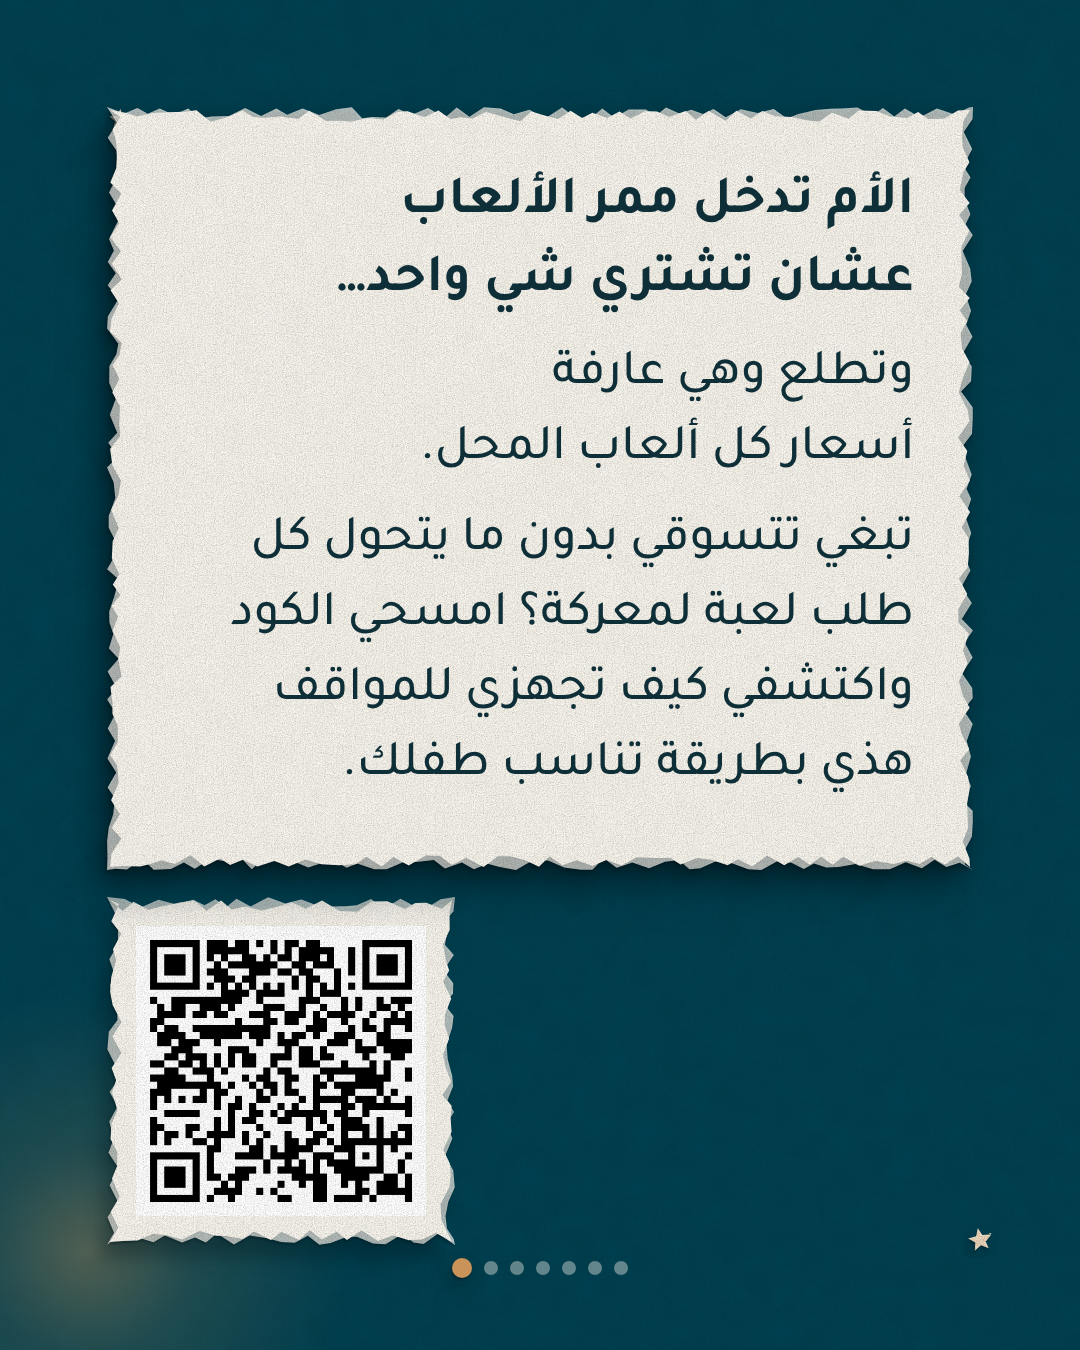 الأم تدخل ممر الألعاب
عشان تشتري شي واحد...
وتطلع وهي عارفة
أسعار كل ألعاب المحل.
تبغي تتسوقي بدون ما يتحول كل
طلب لعبة لمعركة؟ امسحي الكود
واكتشفي كيف تجهزي للمواقف
هذي بطريقة تناسب طفلك.